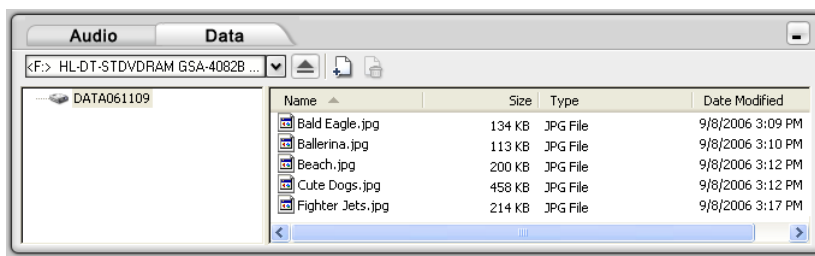 Audio Data
<F:> HL-DT-STDVDRAM GSA-4082B ...
DATA061109
Name Size Type Date Modified
Bald Eagle.jpg 134 KB JPG File 9/8/2006 3:09 PM
Ballerina.jpg 113 KB JPG File 9/8/2006 3:10 PM
Beach.jpg 200 KB JPG File 9/8/2006 3:12 PM
Cute Dogs.jpg 458 KB JPG File 9/8/2006 3:12 PM
Fighter Jets.jpg 214 KB JPG File 9/8/2006 3:17 PM